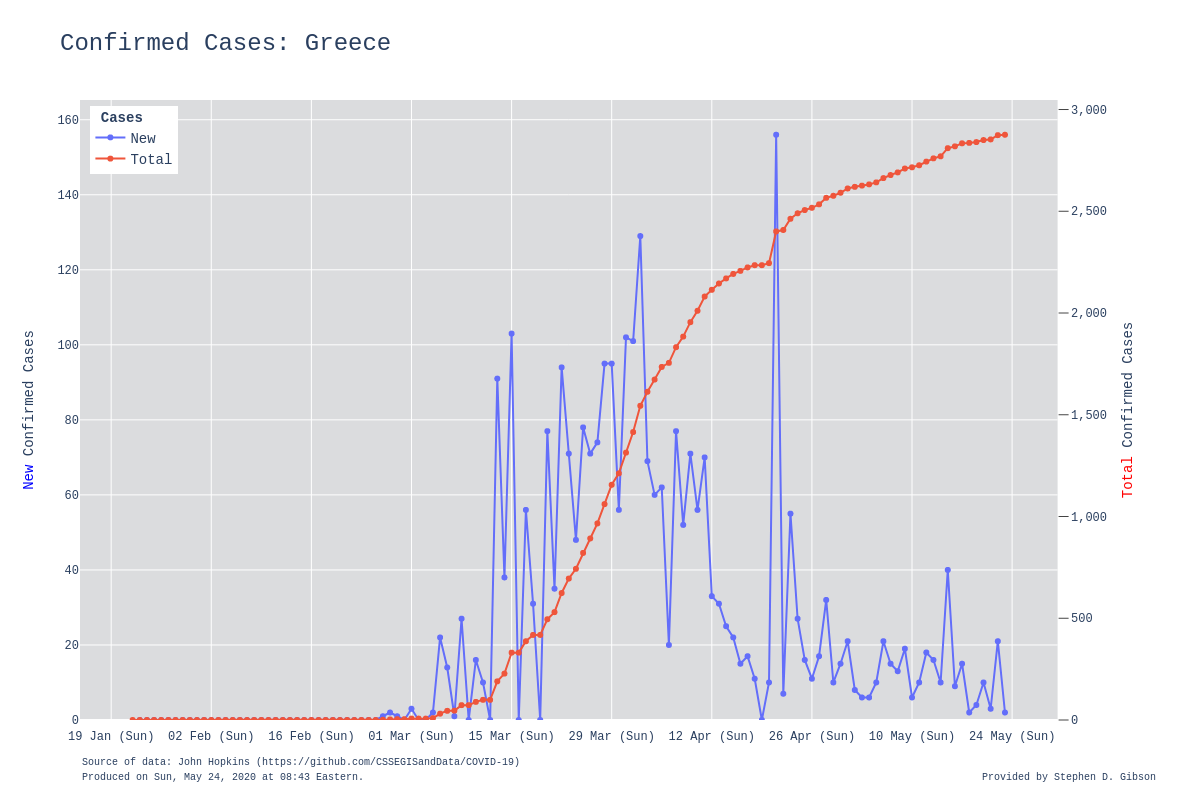 Confirmed Cases: Greece
Cases
New
Total
160
140
120
100
80
60
40
20
0
New Confirmed Cases
3,000
2,500
2,000
1,500
1,000
500
0
Total Confirmed Cases
19 Jan (Sun) 02 Feb (Sun) 16 Feb (Sun) 01 Mar (Sun) 15 Mar (Sun) 29 Mar (Sun) 12 Apr (Sun) 26 Apr (Sun) 10 May (Sun) 24 May (Sun)
Source of data: John Hopkins (https://github.com/CSSEGISandData/COVID-19)
Produced on Sun, May 24, 2020 at 08:43 Eastern.
Provided by Stephen D. Gibson